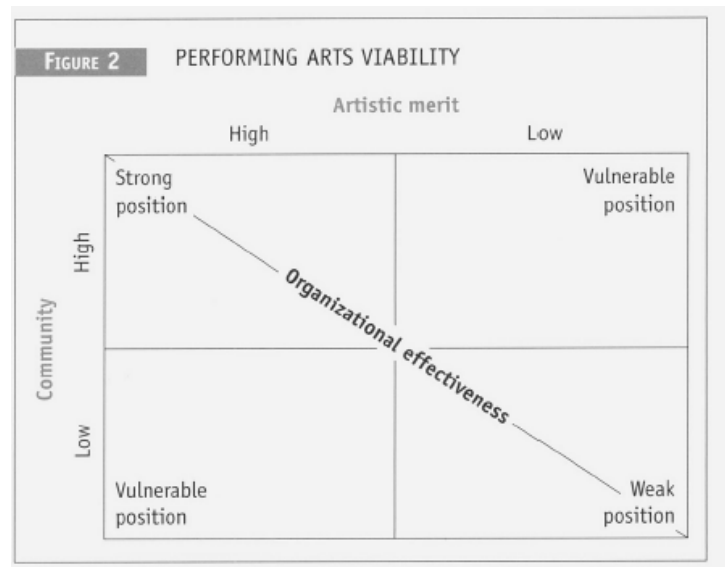 FIGURE 2 PERFORMING ARTS VIABILITY
Artistic merit
High Low
Strong
position
Vulnerable
position
High
Organizational effectiveness
Community
Low
Vulnerable
position
Weak
position